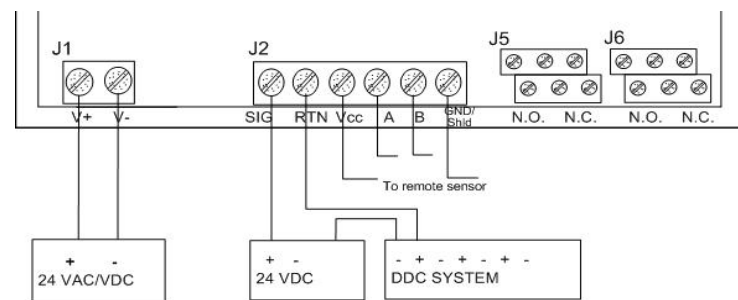 J1
J2
J5
J6
V+ V-
SIG RTN Vcc A B GND/
Shld
N.O. N.C. N.O. N.C.
To remote sensor
+ -
24 VAC/VDC
+ -
24 VDC
- + - + - + -
DDC SYSTEM